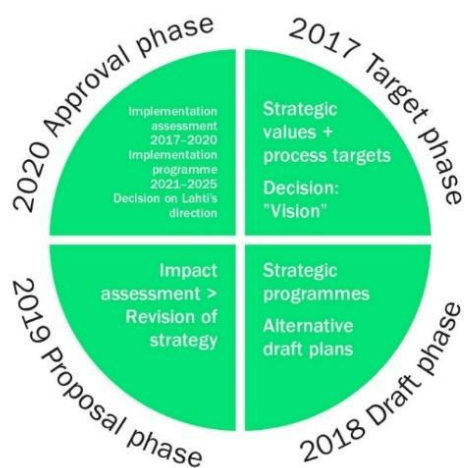 2017 Target phase
Strategic
values +
process targets
Decision:
"Vision"
2018 Draft phase
Strategic
programmes
Alternative
draft plans
2019 Proposal phase
Impact
assessment >
Revision of
strategy
2020 Approval phase
Implementation
assessment
2017–2020
Implementation
programme
2021–2025
Decision on Lahti's
direction